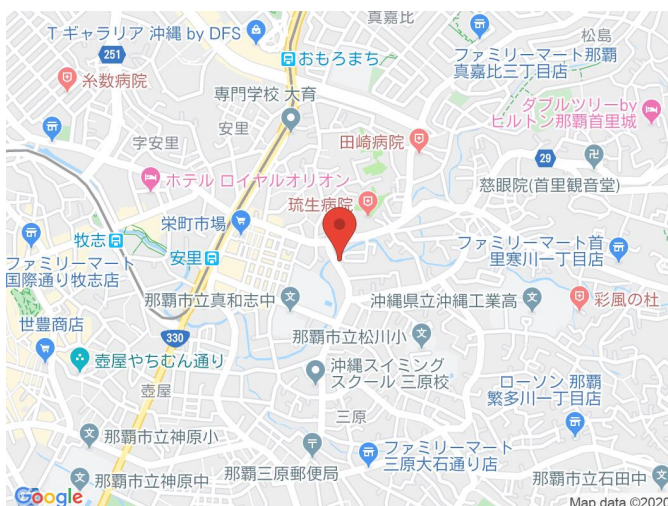 真嘉比
松島
Tギャラリア 沖縄 by DFS
251
おもろまち
ファミリーマート那覇
真嘉比三丁目店
糸数病院
専門学校 大育
安里
ダブルツリーby
ヒルトン那覇首里城
字安里
田崎病院
29
慈眼院(首里観音堂)
ホテル ロイヤルオリオン
琉生病院
栄町市場
牧志
安里
ファミリーマート
国際通り牧志店
ファミリーマート首
里寒川一丁目店
那覇市立真和志中
沖縄県立沖縄工業高
彩風の杜
世豊商店
330
那覇市立松川小
壺屋やちむん通り
沖縄スイミング
スクール 三原校
壺屋
ローソン 那覇
繁多川一丁目店
三原
那覇市立神原小
ファミリーマート
三原大石通り店
那覇三原郵便局
那覇市立石田中
那覇市立神原中
Google
Map data ©2020